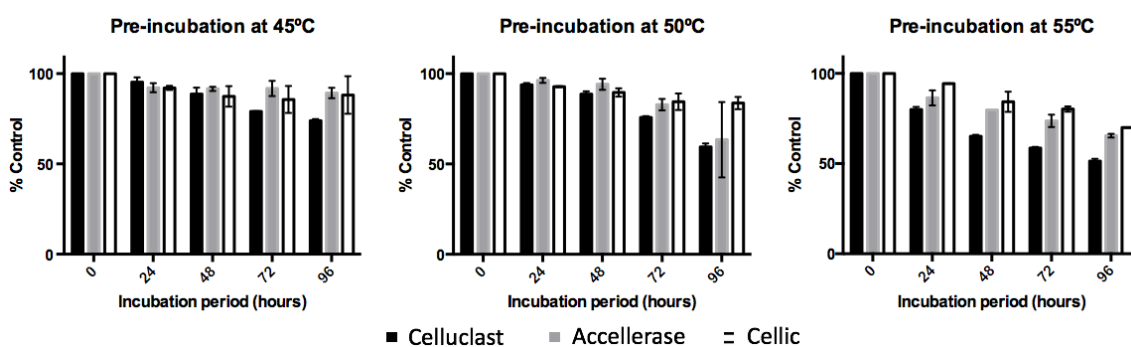 Pre-incubation at 45ºC
% Control
100
50
0
0
24
48
72
96
Incubation period (hours)
Pre-incubation at 50ºC
% Control
100
50
0
0
24
48
72
96
Incubation period (hours)
Pre-incubation at 55ºC
% Control
100
50
0
0
24
48
72
96
Incubation period (hours)
Celluclast Accellerase Cellic